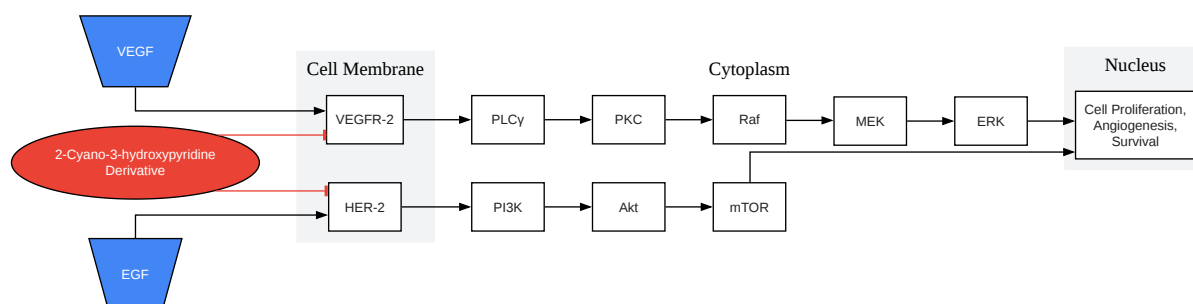 VEGF
Cell Membrane
Cytoplasm
Nucleus
VEGFR-2
PLCγ
PKC
Raf
MEK
ERK
Cell Proliferation,
Angiogenesis,
Survival
2-Cyano-3-hydroxypyridine
Derivative
HER-2
PI3K
Akt
mTOR
EGF